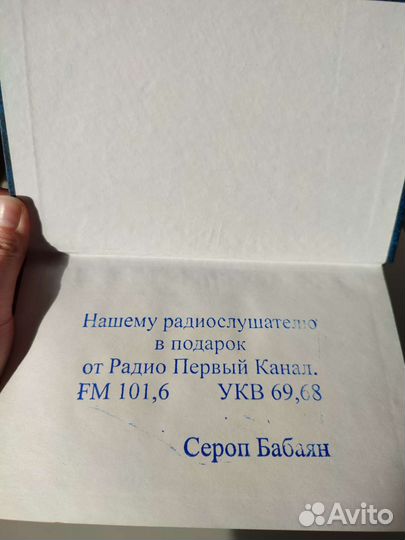 Нашему радиослушателю
в подарок
от Радио Первый Канал.
FM 101,6 УКВ 69,68
Сероп Бабаян
Avito